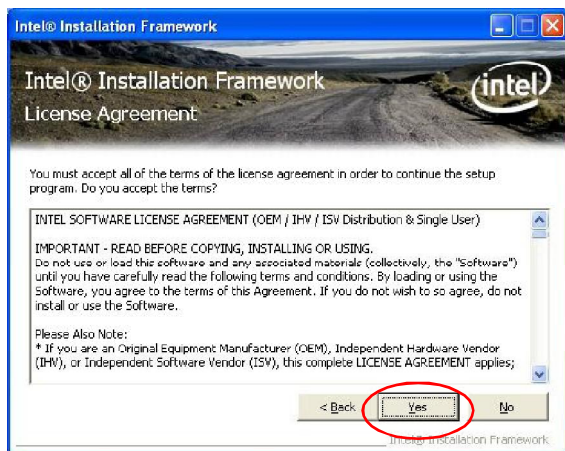 Intel® Installation Framework
Intel® Installation Framework
intel
License Agreement
You must accept all of the terms of the license agreement in order to continue the setup
program. Do you accept the terms?
INTEL SOFTWARE LICENSE AGREEMENT (OEM / IHV / ISV Distribution & Single User)
IMPORTANT - READ BEFORE COPYING, INSTALLING OR USING.
Do not use or load this software and any associated materials (collectively, the "Software")
until you have carefully read the following terms and conditions. By loading or using the
Software, you agree to the terms of this Agreement. If you do not wish to so agree, do not
install or use the Software.
Please Also Note:
* If you are an Original Equipment Manufacturer (OEM), Independent Hardware Vendor
(IHV), or Independent Software Vendor (ISV), this complete LICENSE AGREEMENT applies;
< Back
Yes
No
Intel® Installation Framework